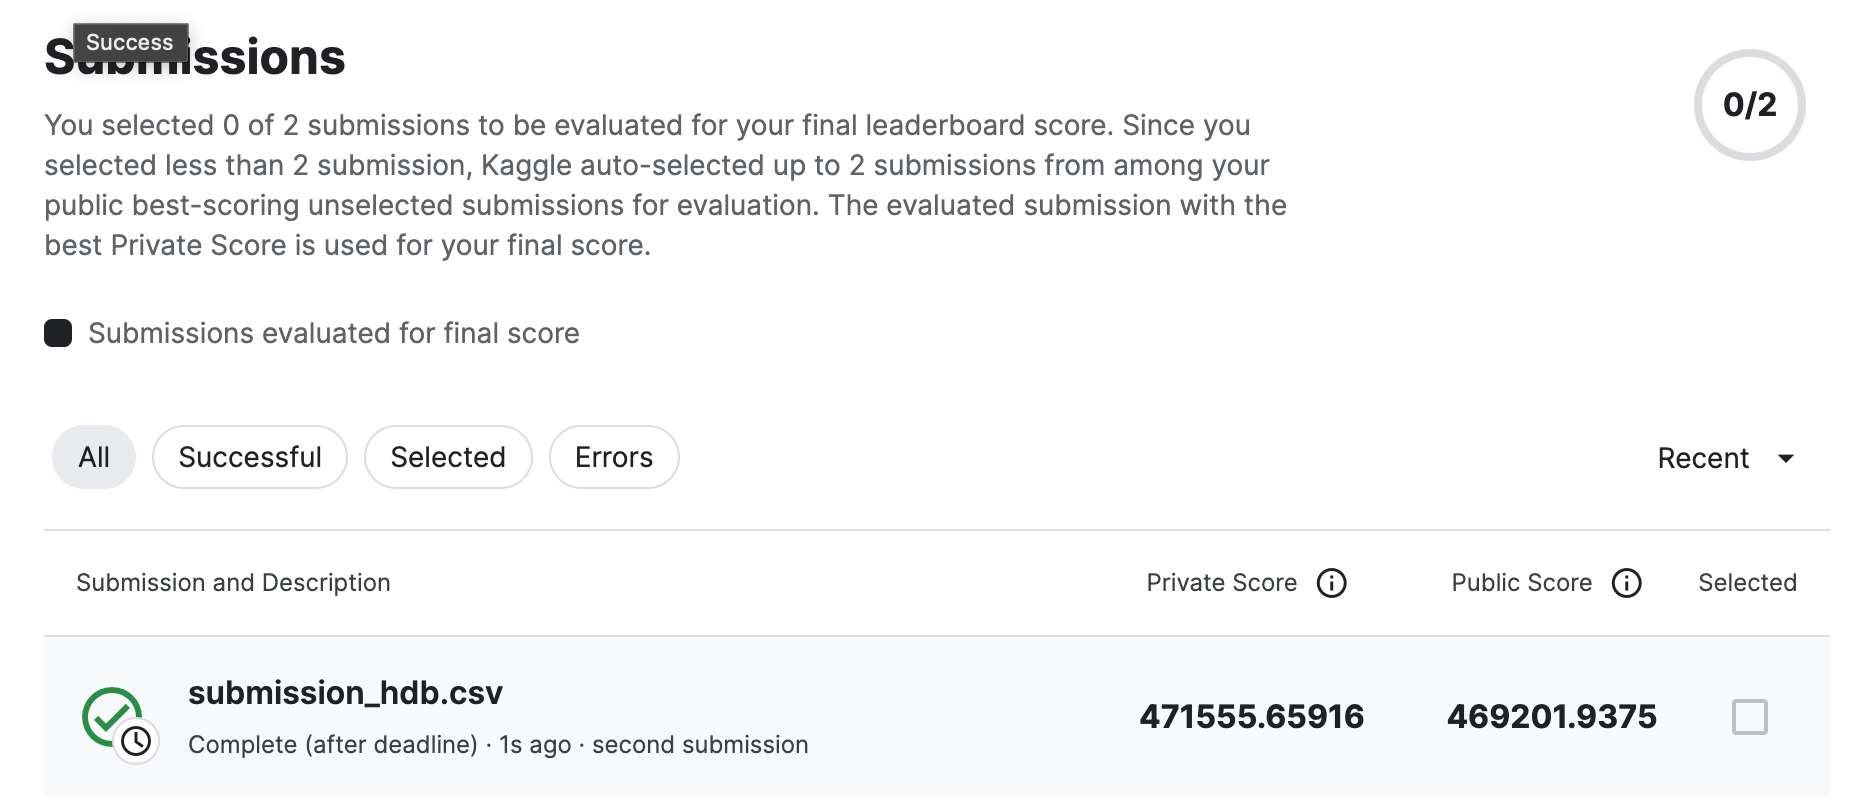 Success
Submissions
0/2
You selected 0 of 2 submissions to be evaluated for your final leaderboard score. Since you
selected less than 2 submission, Kaggle auto-selected up to 2 submissions from among your
public best-scoring unselected submissions for evaluation. The evaluated submission with the
best Private Score is used for your final score.
Submissions evaluated for final score
All Successful Selected Errors Recent
Submission and Description Private Score Public Score Selected
submission_hdb.csv 471555.65916 469201.9375
Complete (after deadline) · 1s ago · second submission